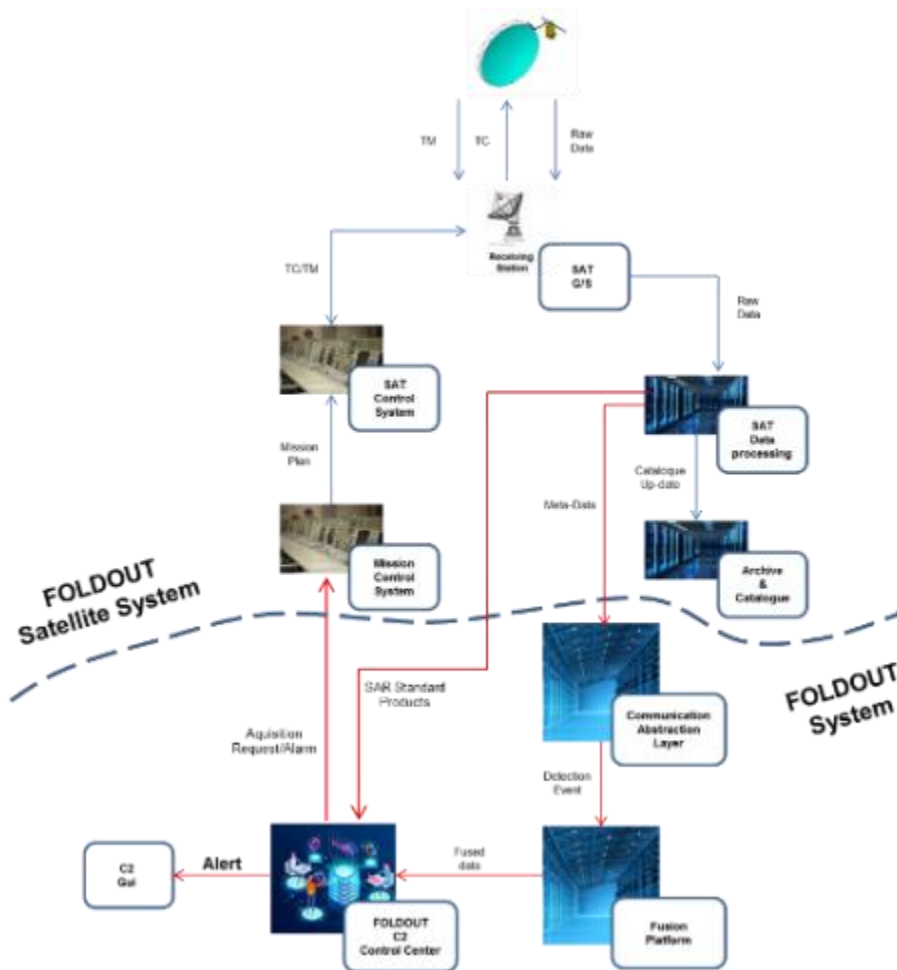 TM
TC
Raw
Data
Receiving
Station
SAT
G/S
TC/TM
Raw
Data
SAT
Control
System
SAT
Data
processing
Mission
Plan
Catalogue
Up-date
Meta-Data
Mission
Control
System
Archive
&
Catalogue
FOLDOUT
Satellite System
FOLDOUT
System
SAR Standard
Products
Communication
Abstraction
Layer
Aquisition
Request/Alarm
Detection
Event
C2
Gui
Alert
Fused
data
FOLDOUT
C2
Control Center
Fusion
Platform